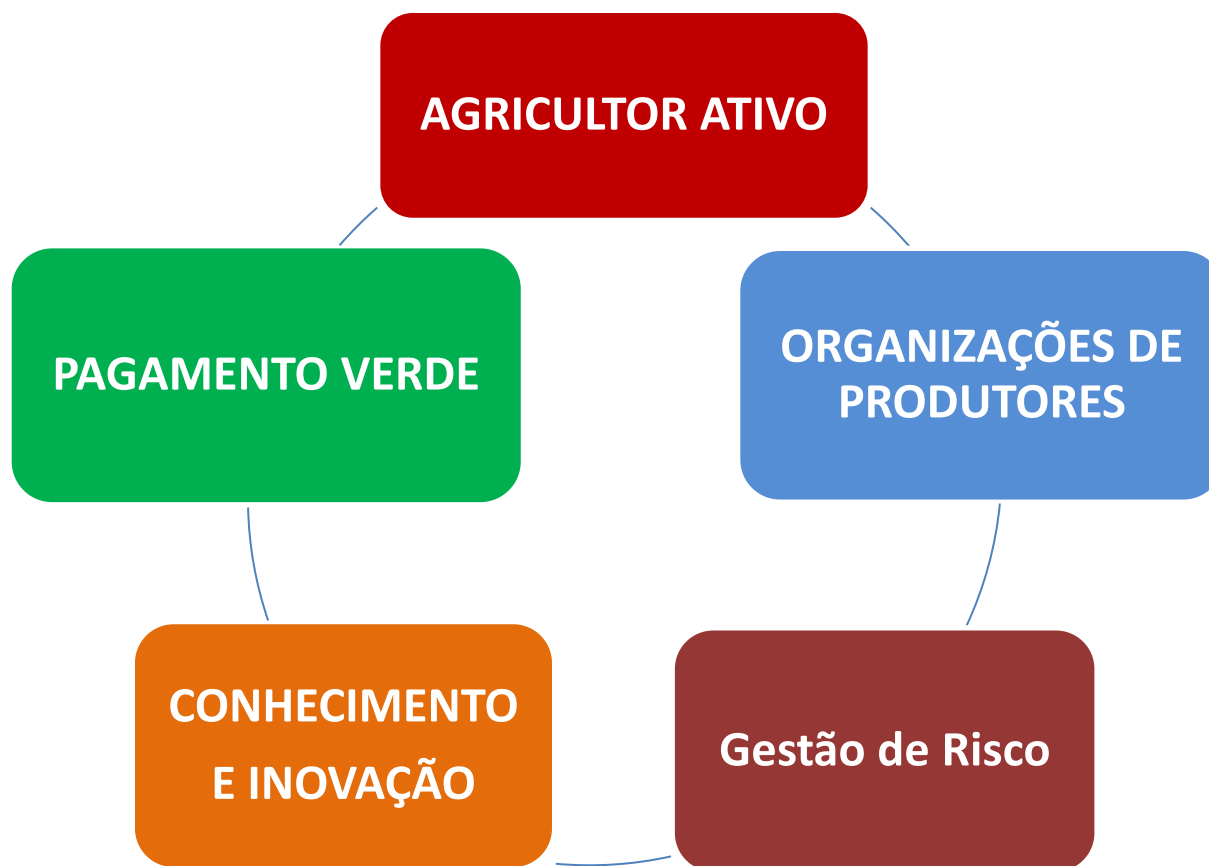 AGRICULTOR ATIVO
PAGAMENTO VERDE
ORGANIZAÇÕES DE
PRODUTORES
CONHECIMENTO
E INOVAÇÃO
Gestão de Risco